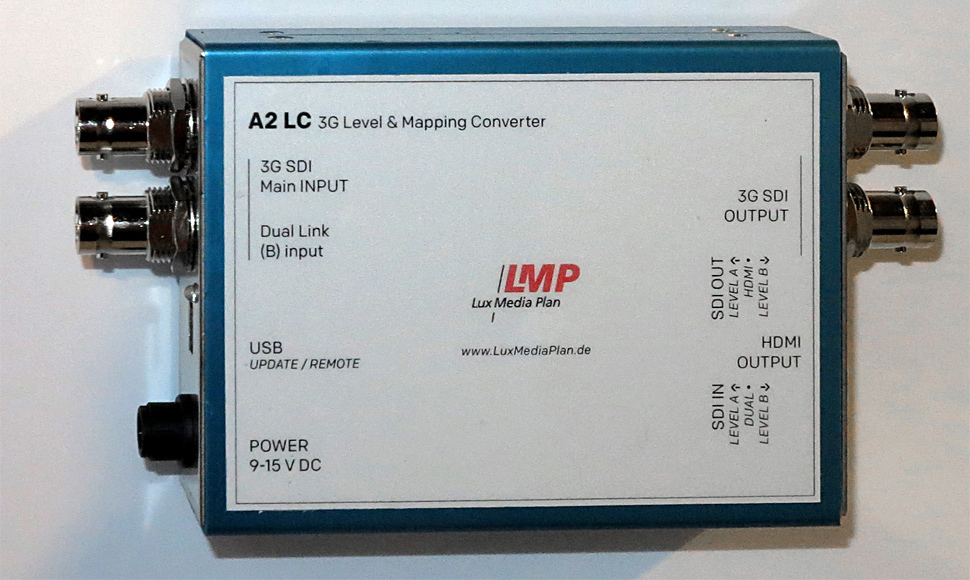 A2 LC 3G Level & Mapping Converter
3G SDI
Main INPUT
Dual Link
(B) input
3G SDI
OUTPUT
LMP
Lux Media Plan
www.LuxMediaPlan.de
SDI OUT
LEVEL A ↑
HDMI •
LEVEL B ↓
USB
UPDATE / REMOTE
HDMI
OUTPUT
SDI IN
LEVEL A ↑
DUAL •
LEVEL B ↓
POWER
9-15 V DC